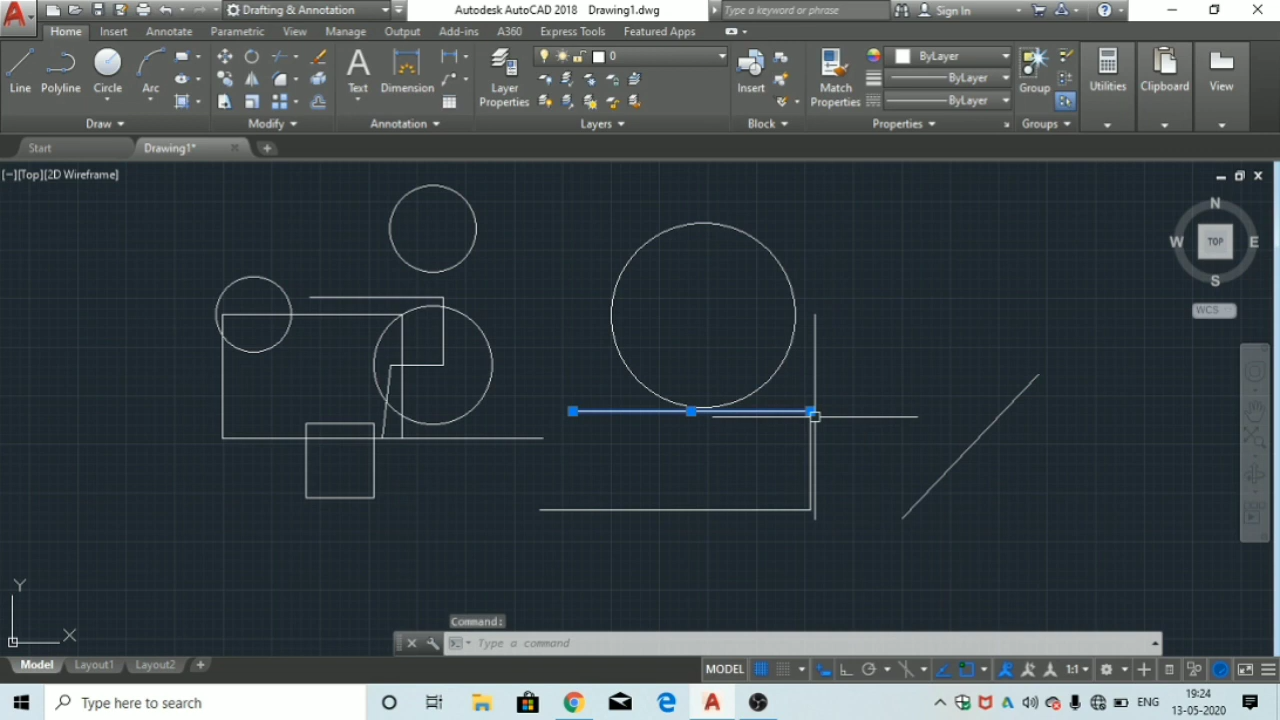 Drafting & Annotation
Autodesk AutoCAD 2018 Drawing1.dwg
Type a keyword or phrase
Sign In
Home Insert Annotate Parametric View Manage Output Add-ins A360 Express Tools Featured Apps
0
ByLayer
ByLayer
ByLayer
Line Polyline Circle Arc
Text Dimension
Layer Properties
Insert
Match Properties
Group
Utilities
Clipboard
View
Draw Modify Annotation Layers Block Properties Groups
Start Drawing1*
[−][Top][2D Wireframe]
N
W TOP E
S
WCS
Y
X
Command:
Type a command
Model Layout1 Layout2
MODEL 1:1
Type here to search
ENG
19:24
13-05-2020